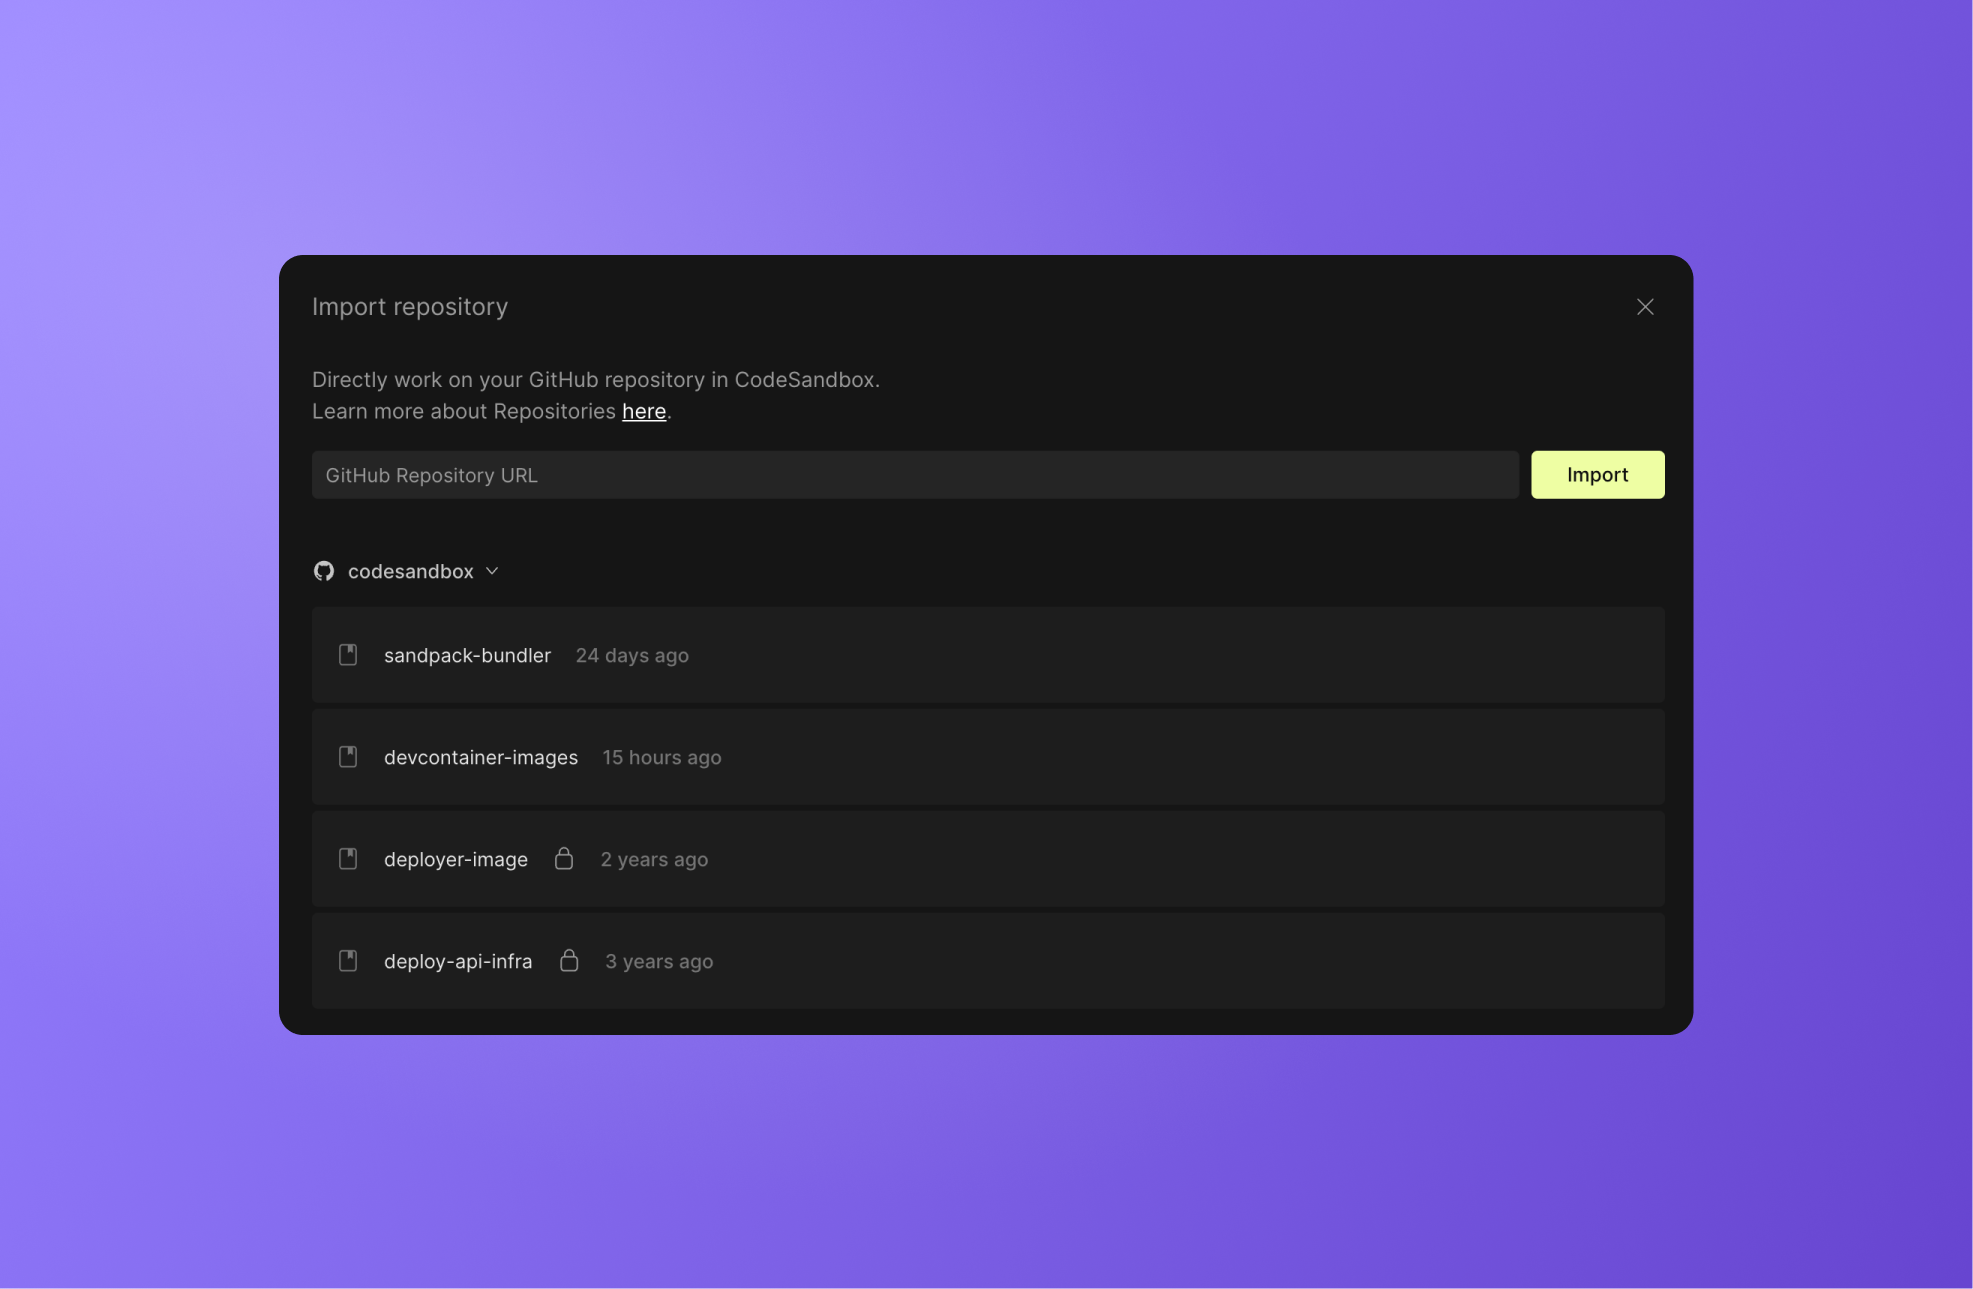 Import repository
Directly work on your GitHub repository in CodeSandbox.
Learn more about Repositories here.
GitHub Repository URL
Import
codesandbox
sandpack-bundler 24 days ago
devcontainer-images 15 hours ago
deployer-image 2 years ago
deploy-api-infra 3 years ago